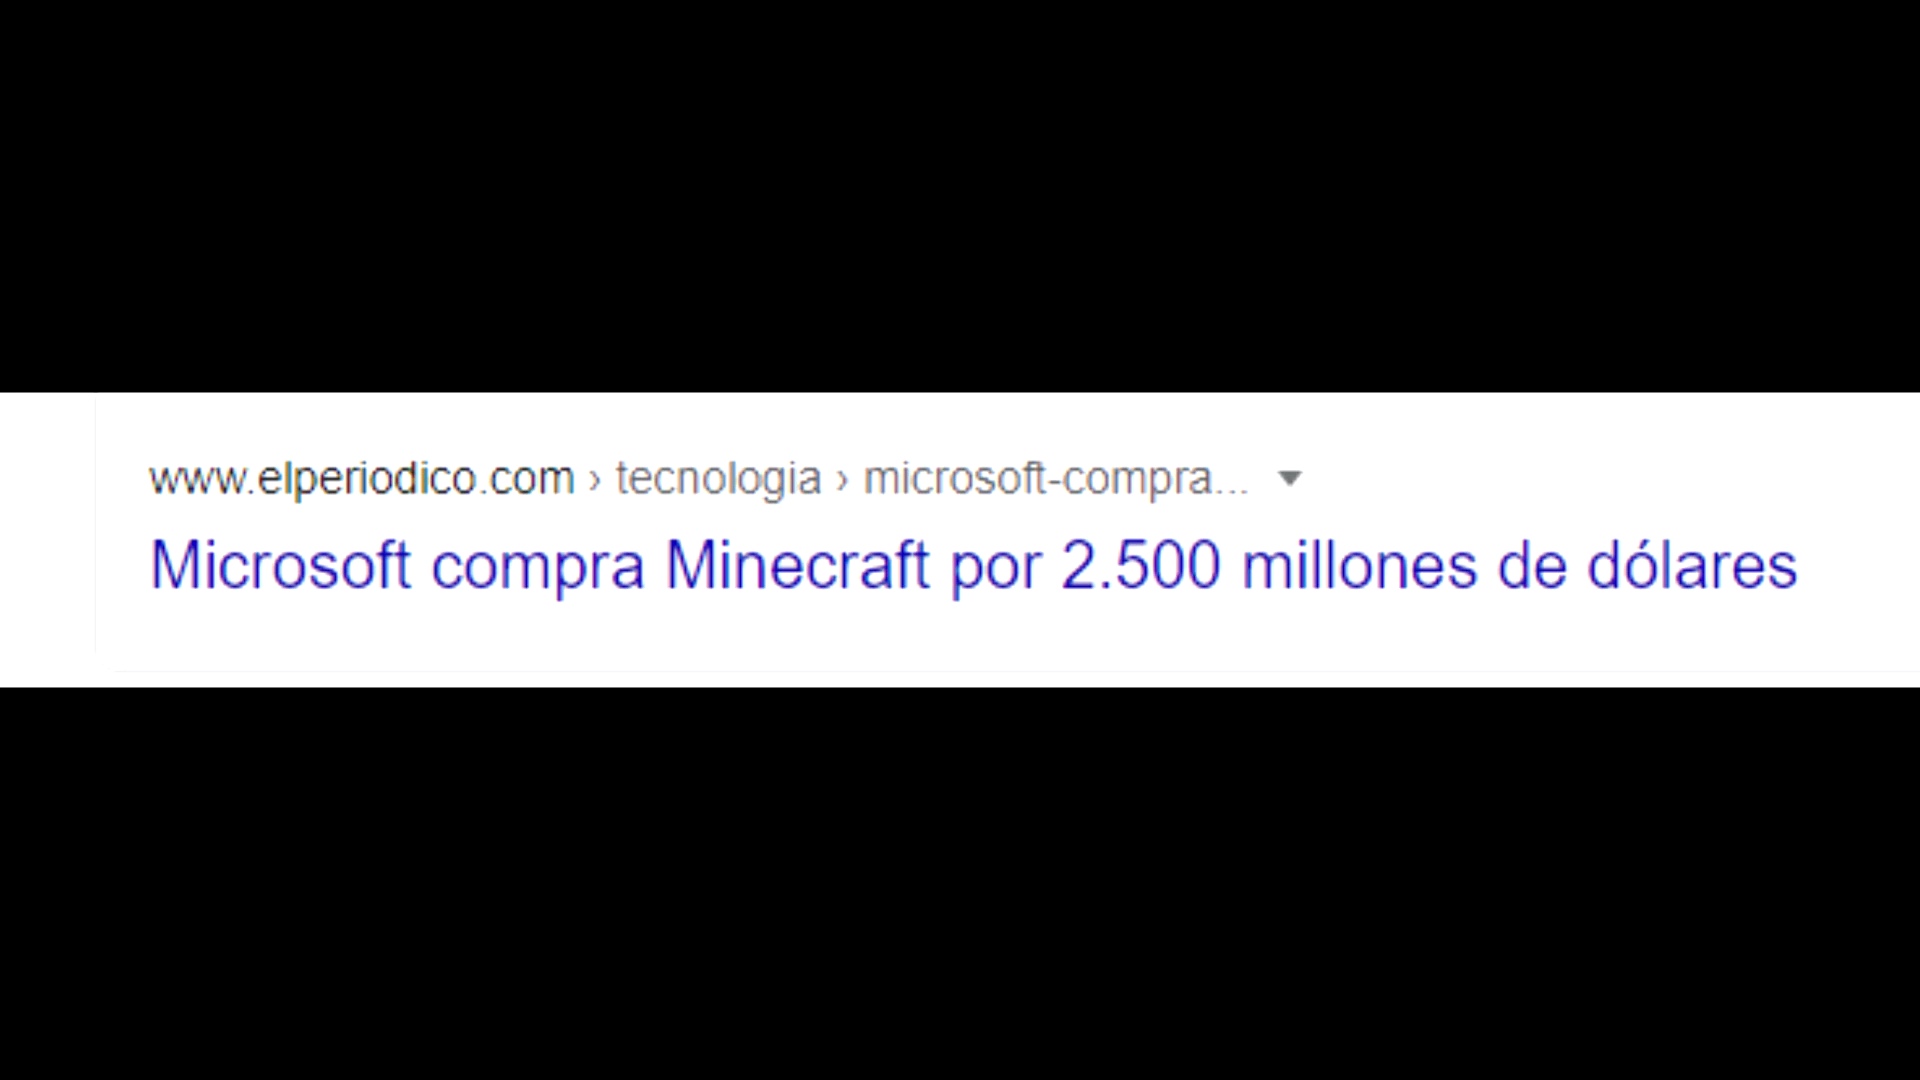 www.elperiodico.com › tecnologia › microsoft-compra...
Microsoft compra Minecraft por 2.500 millones de dólares